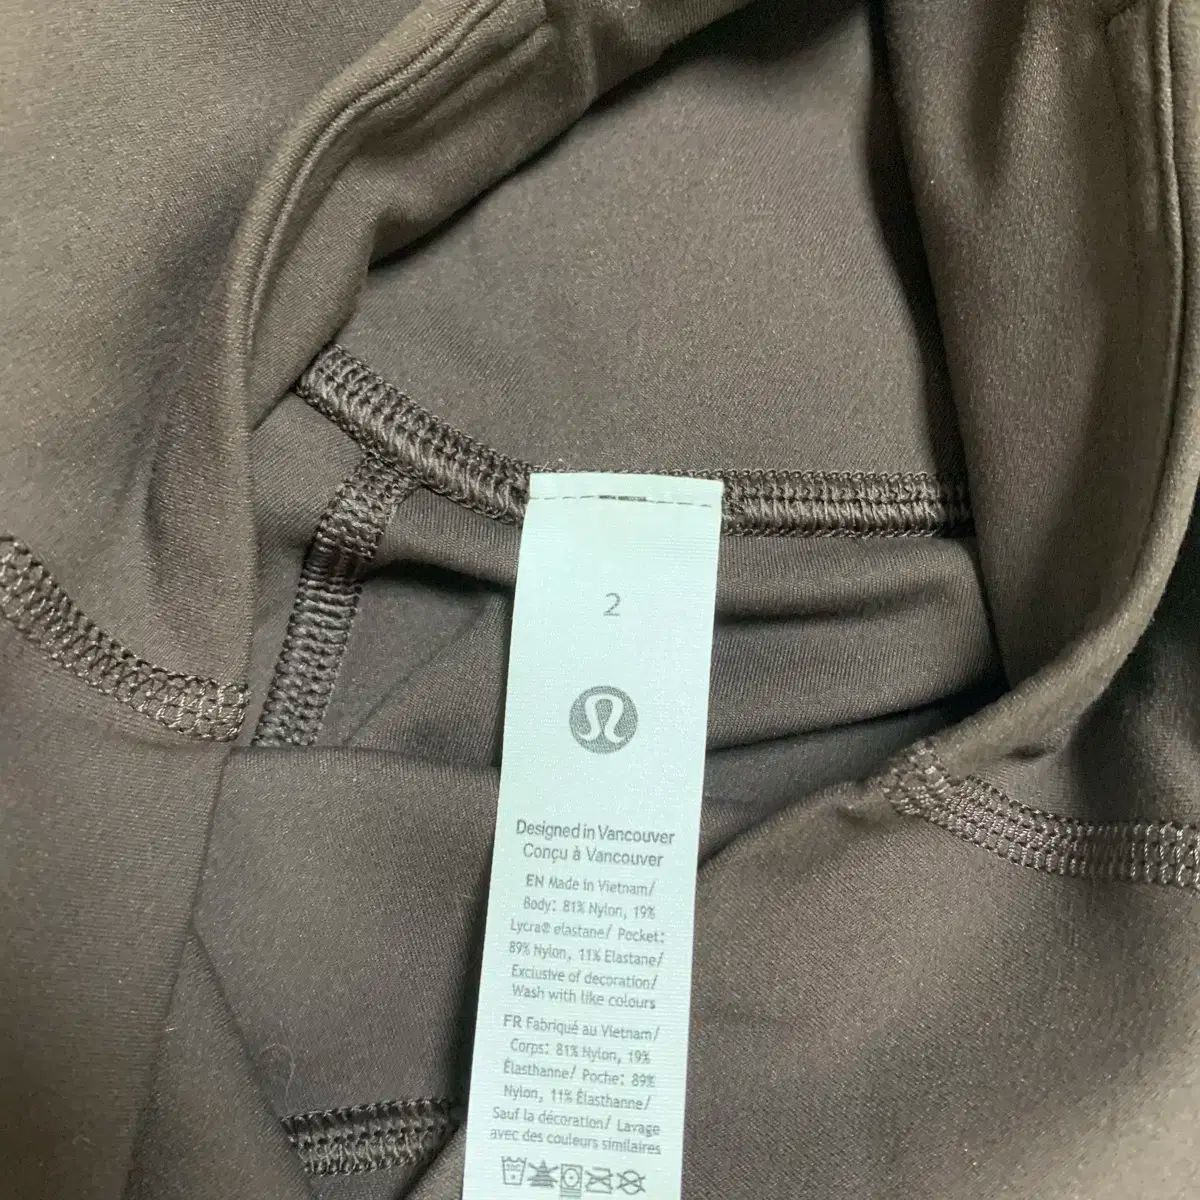 2
Designed in Vancouver
Conçu à Vancouver
EN Made in Vietnam/
Body: 81% Nylon, 19%
Lycra® elastane/ Pocket:
89% Nylon, 11% Elastane/
Exclusive of decoration/
Wash with like colours
FR Fabriqué au Vietnam/
Corps: 81% Nylon, 19%
Élasthanne/ Poche: 89%
Nylon, 11% Élasthanne/
Sauf la décoration/ Lavage
avec des couleurs similaires